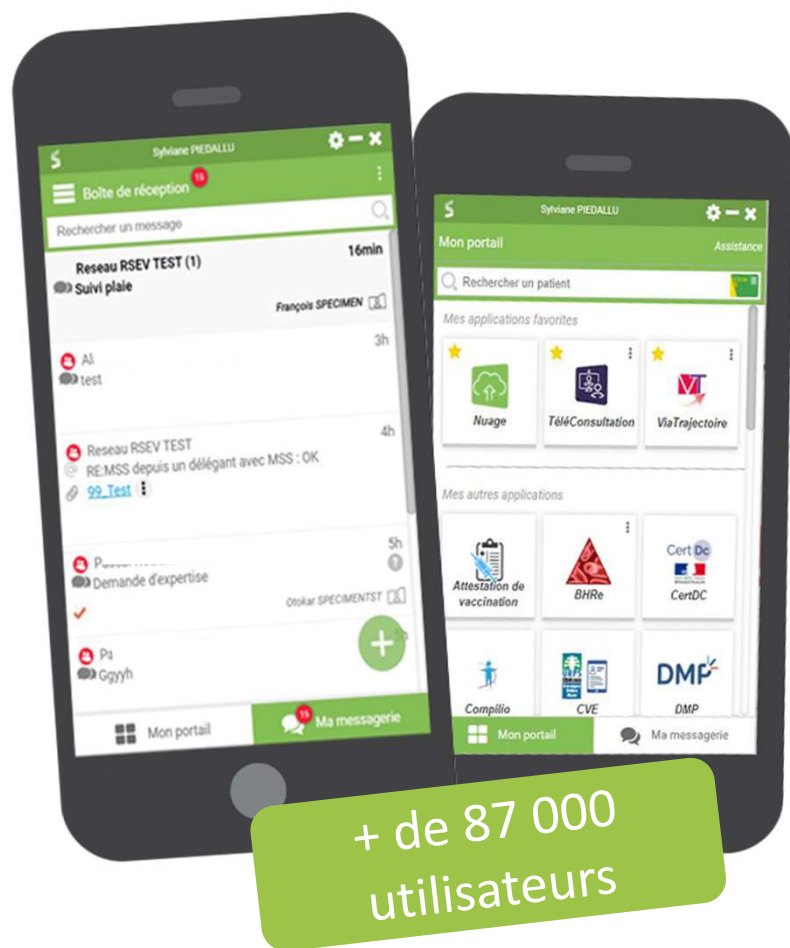 Sylviane PIEDALLU
Boîte de réception 15
Rechercher un message
Reseau RSEV TEST (1) 16min
Suivi plaie
François SPECIMEN
3h
test
Reseau RSEV TEST 4h
RE:MSS depuis un délégant avec MSS : OK
99_Test
5h
Demande d'expertise
Otokar SPECIMENTST
Pa
Ggyyh
Mon portail 15 Ma messagerie
Sylviane PIEDALLU
Mon portail Assistance
Rechercher un patient
Mes applications favorites
Nuage TéléConsultation ViaTrajectoire
Mes autres applications
Cert Dc
Attestation de
vaccination BHRe CertDC
DMP
Compilio CVE DMP
Mon portail Ma messagerie
+ de 87 000
utilisateurs